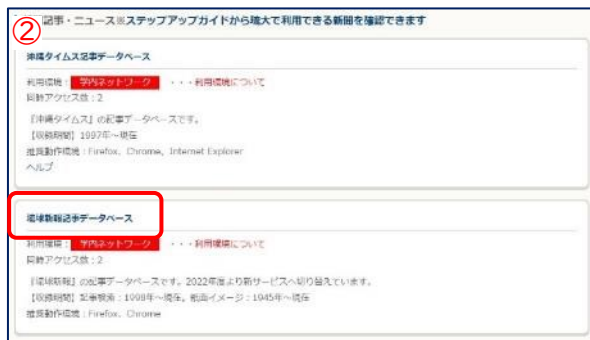 ②
記事・ニュース※ステップアップガイドから琉大で利用できる新聞を確認できます
沖縄タイムス記事データベース
利用環境: 学内ネットワーク ・・・利用環境について
同時アクセス数:2
『沖縄タイムス』の記事データベースです。
【収録期間】1997年~現在
推奨動作環境:Firefox、Chrome、Internet Explorer
ヘルプ
琉球新報記事データベース
利用環境: 学内ネットワーク ・・・利用環境について
同時アクセス数:2
『琉球新報』の記事データベースです。2022年度より新サービスへ切り替えています。
【収録期間】記事検索:1998年~現在、紙面イメージ:1945年~現在
推奨動作環境:Firefox、Chrome